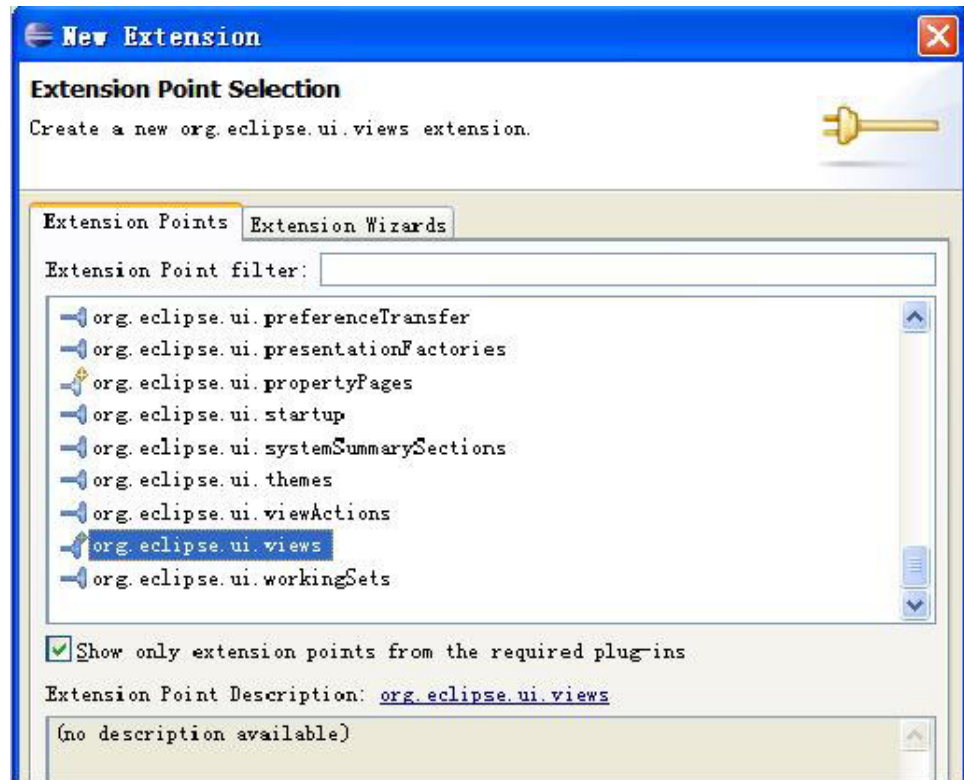 New Extension
Extension Point Selection
Create a new org.eclipse.ui.views extension.
Extension Points Extension Wizards
Extension Point filter:
org.eclipse.ui.preferenceTransfer
org.eclipse.ui.presentationFactories
org.eclipse.ui.propertyPages
org.eclipse.ui.startup
org.eclipse.ui.systemSummarySections
org.eclipse.ui.themes
org.eclipse.ui.viewActions
org.eclipse.ui.views
org.eclipse.ui.workingSets
Show only extension points from the required plug-ins
Extension Point Description: org.eclipse.ui.views
(no description available)